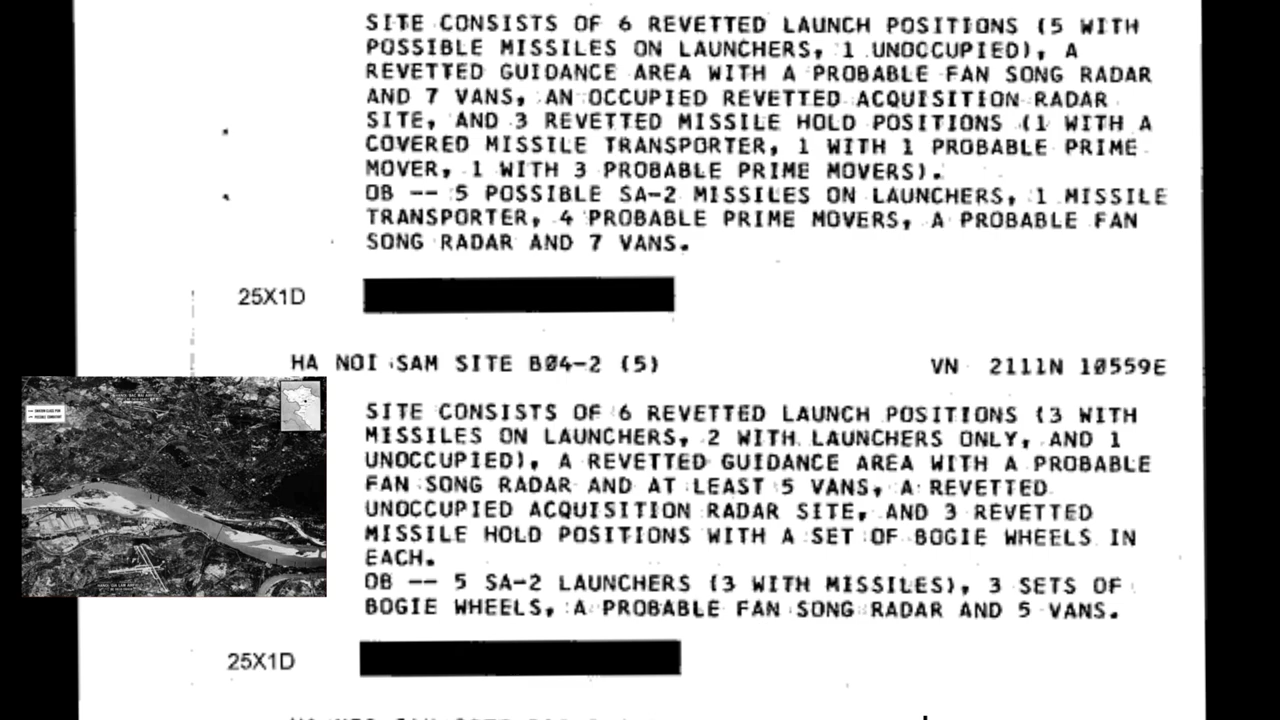 SITE CONSISTS OF 6 REVETTED LAUNCH POSITIONS (5 WITH
POSSIBLE MISSILES ON LAUNCHERS, 1 UNOCCUPIED), A
REVETTED GUIDANCE AREA WITH A PROBABLE FAN SONG RADAR
AND 7 VANS, AN OCCUPIED REVETTED ACQUISITION RADAR
SITE, AND 3 REVETTED MISSILE HOLD POSITIONS (1 WITH A
COVERED MISSILE TRANSPORTER, 1 WITH 1 PROBABLE PRIME
MOVER, 1 WITH 3 PROBABLE PRIME MOVERS).
OB -- 5 POSSIBLE SA-2 MISSILES ON LAUNCHERS, 1 MISSILE
TRANSPORTER, 4 PROBABLE PRIME MOVERS, A PROBABLE FAN
SONG RADAR AND 7 VANS.
25X1D
HA NOI SAM SITE B04-2 (5) VN 2111N 10559E
SITE CONSISTS OF 6 REVETTED LAUNCH POSITIONS (3 WITH
MISSILES ON LAUNCHERS, 2 WITH LAUNCHERS ONLY, AND 1
UNOCCUPIED), A REVETTED GUIDANCE AREA WITH A PROBABLE
FAN SONG RADAR AND AT LEAST 5 VANS, A REVETTED
UNOCCUPIED ACQUISITION RADAR SITE, AND 3 REVETTED
MISSILE HOLD POSITIONS WITH A SET OF BOGIE WHEELS IN
EACH.
OB -- 5 SA-2 LAUNCHERS (3 WITH MISSILES), 3 SETS OF
BOGIE WHEELS, A PROBABLE FAN SONG RADAR AND 5 VANS.
25X1D